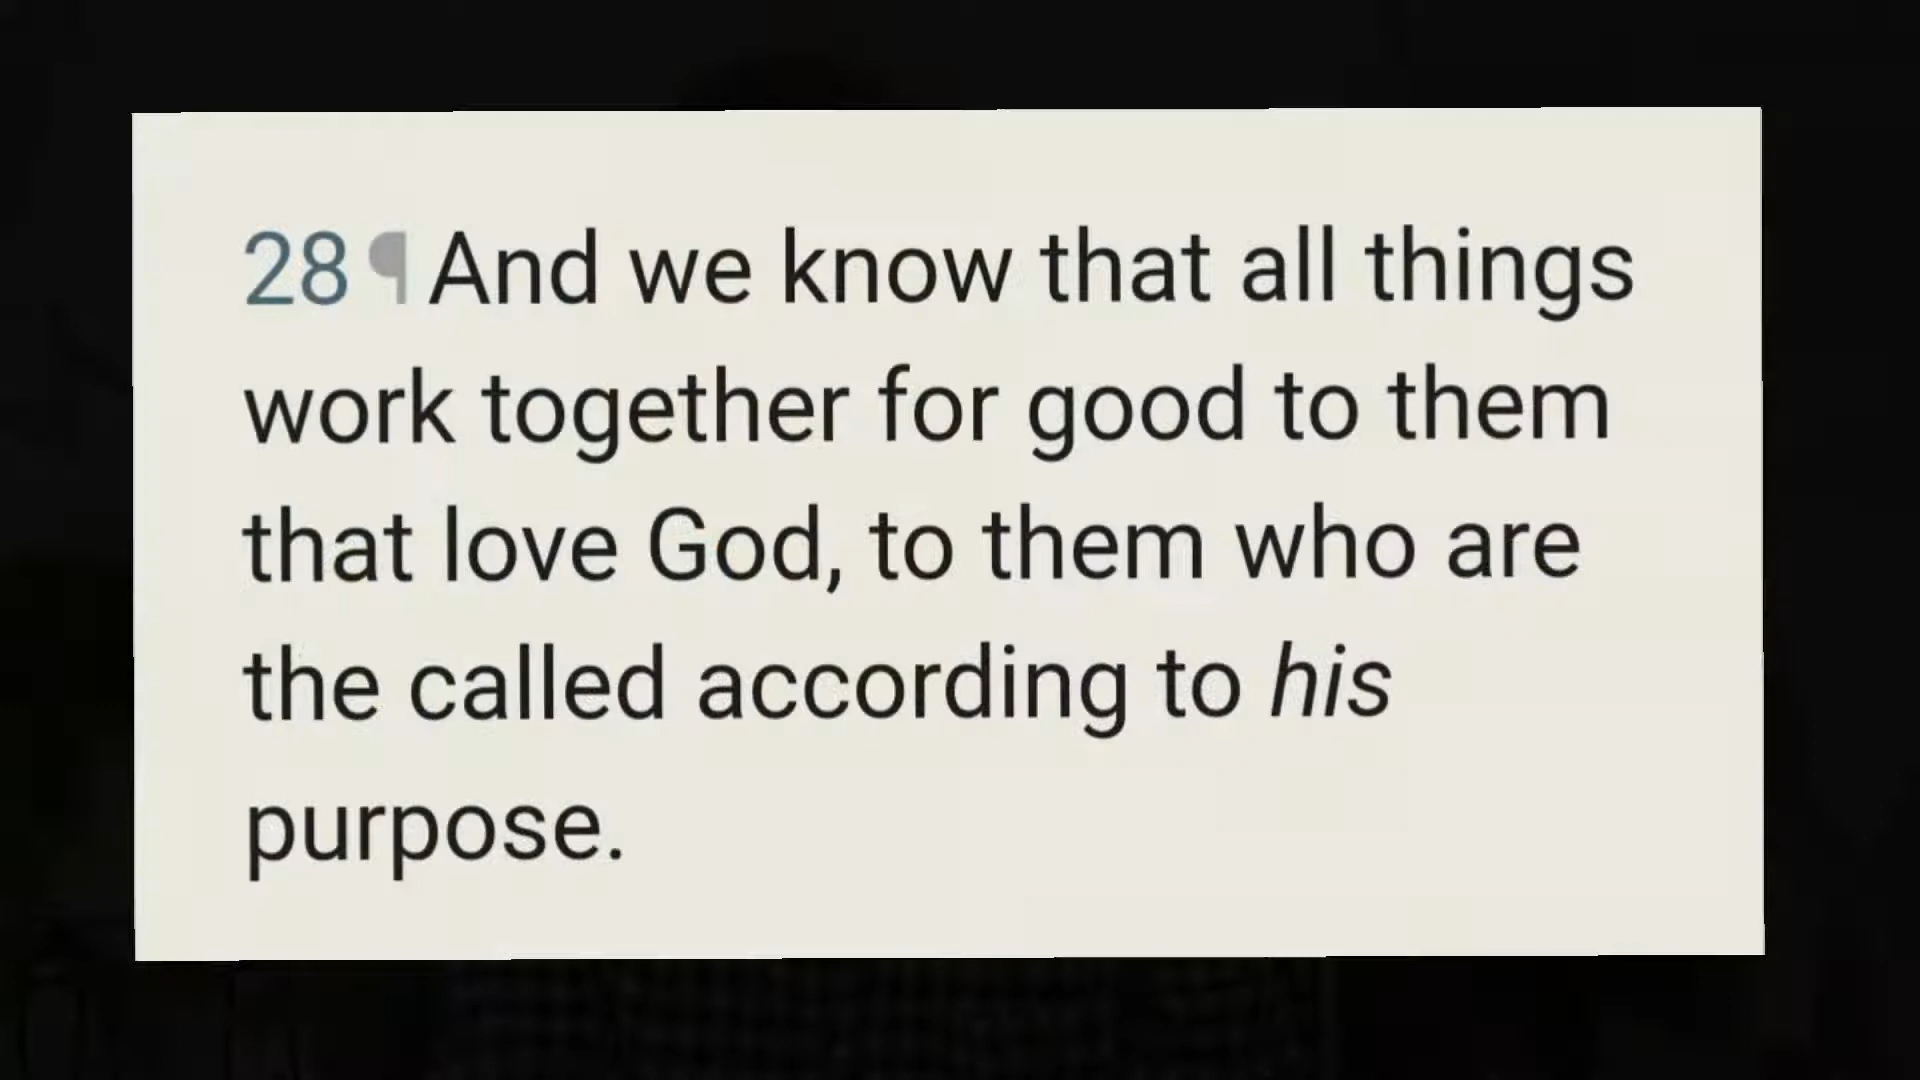 28 ¶ And we know that all things
work together for good to them
that love God, to them who are
the called according to his
purpose.